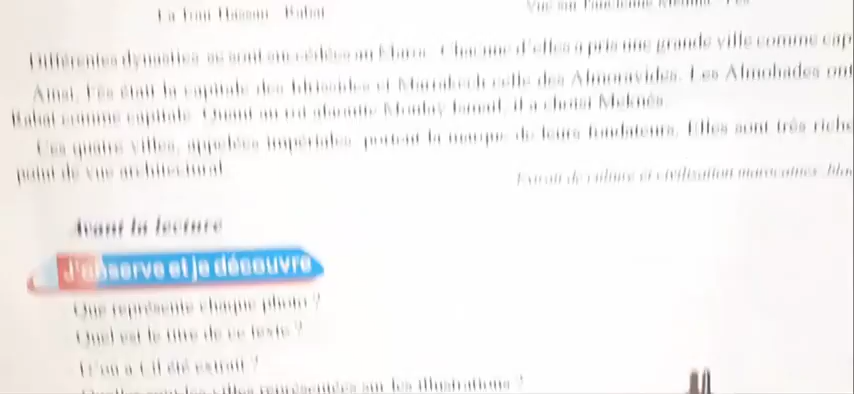 La Tour Hassan Rabat
Vue sur l'ancienne
Différentes dynasties se sont succédées au Maroc. Chacune d'elles a pris une grande ville comme cap
Ainsi, Fès était la capitale des Idrissides et Marrakech celle des Almoravides. Les Almohades ont
Rabat comme capitale. Quant au roi alaouite Moulay Ismaïl, il a choisi Meknès.
Ces quatre villes, appelées impériales, portent la marque de leurs fondateurs. Elles sont très riche
point de vue architectural.
Extrait de culture et civilisation marocaines
Avant la lecture
J'observe et je découvre
Que représente chaque photo ?
Quel est le titre de ce texte ?
D'où a-t-il été extrait ?
villes représentées sur les illustrations ?